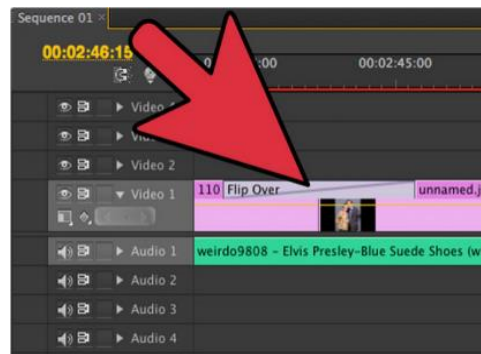 Sequence 01 ×
00:02:46:15
00:02:45:00
Video
Video 2
110 Flip Over unnamed.j
Video 1
Audio 1 weirdo9808 - Elvis Presley-Blue Suede Shoes (w
Audio 2
Audio 3
Audio 4